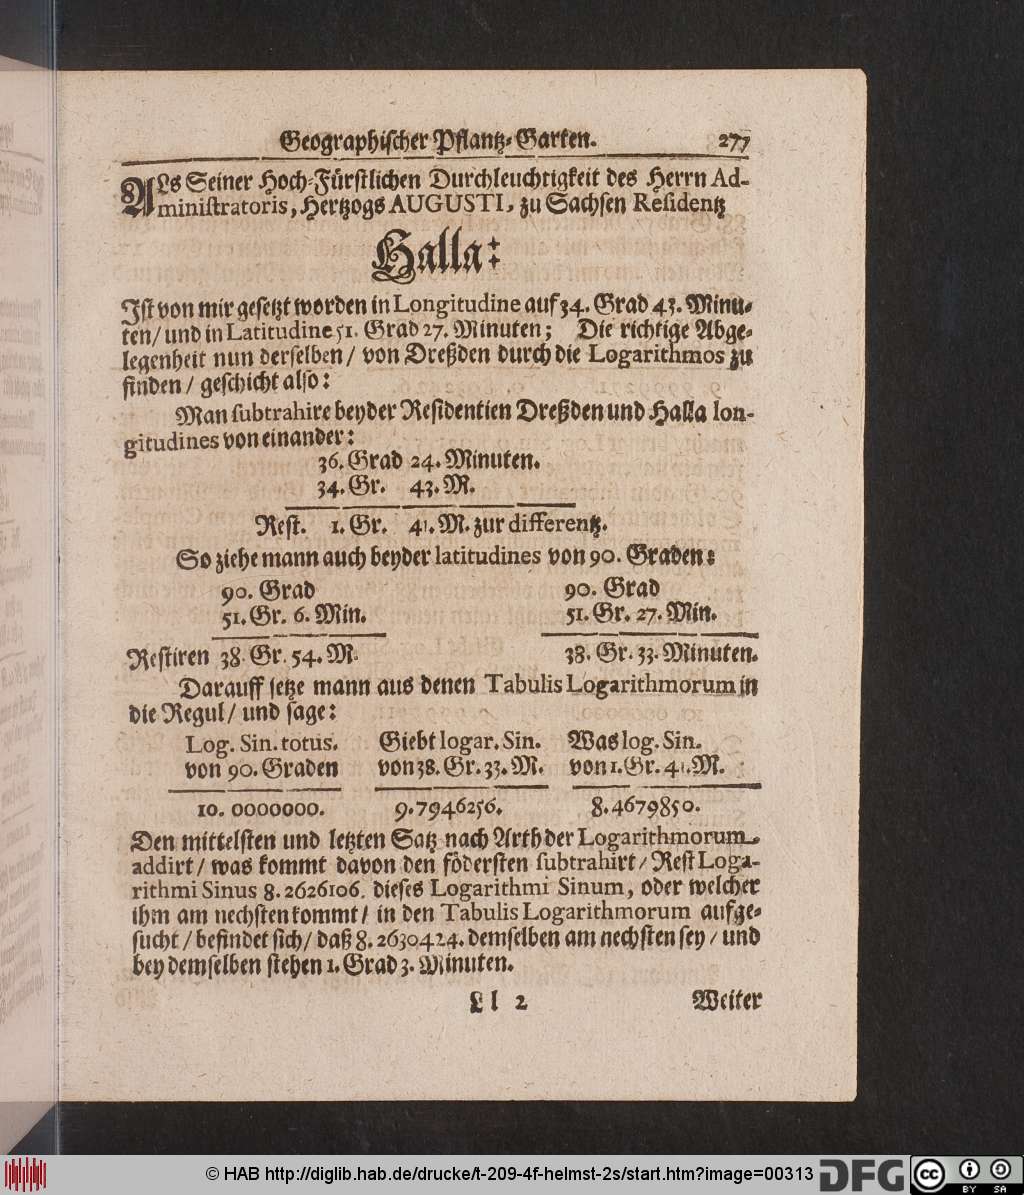 Geographiſcher Pflantz-Garten. 277
ALs Seiner Hoch-Fürſtlichen Durchleuchtigkeit des Herrn Ad-
miniſtratoris, Hertzogs AUGUSTI, zu Sachſen Reſidentz
Halla:
Iſt von mir geſetzt worden in Longitudine auf 34. Grad 43. Minu-
ten/ und in Latitudine 51. Grad 27. Minuten; Die richtige Abge-
legenheit nun derſelben/ von Dreßden durch die Logarithmos zu
finden/ geſchicht alſo:
Man ſubtrahire beyder Reſidentien Dreßden und Halla lon-
gitudines von einander:
36. Grad 24. Minuten.
34. Gr. 43. M.
Reſt. 1. Gr. 41. M. zur differentz.
So ziehe mann auch beyder latitudines von 90. Graden:
90. Grad 90. Grad
51. Gr. 6. Min. 51. Gr. 27. Min.
Reſtiren 38. Gr. 54. M. 38. Gr. 33. Minuten.
Darauff ſetze mann aus denen Tabulis Logarithmorum in
die Regul/ und ſage:
Log. Sin. totus. Giebt logar. Sin. Was log. Sin.
von 90. Graden von 38. Gr. 33. M. von 1. Gr. 41. M.
10. 0000000. 9.7946256. 8.4679850.
Den mittelſten und letzten Satz nach Arth der Logarithmorum
addirt/ was kommt davon den födersten ſubtrahirt/ Reſt Loga-
rithmi Sinus 8.2626106. dieſes Logarithmi Sinum, oder welcher
ihm am nechſten kommt/ in den Tabulis Logarithmorum aufge-
ſucht/ befindet ſich/ daß 8.2630424. demſelben am nechſten ſey/ und
bey demſelben ſtehen 1. Grad 3. Minuten.
Ll 2 Weiter
© HAB http://diglib.hab.de/drucke/t-209-4f-helmst-2s/start.htm?image=00313 DFG cc BY SA